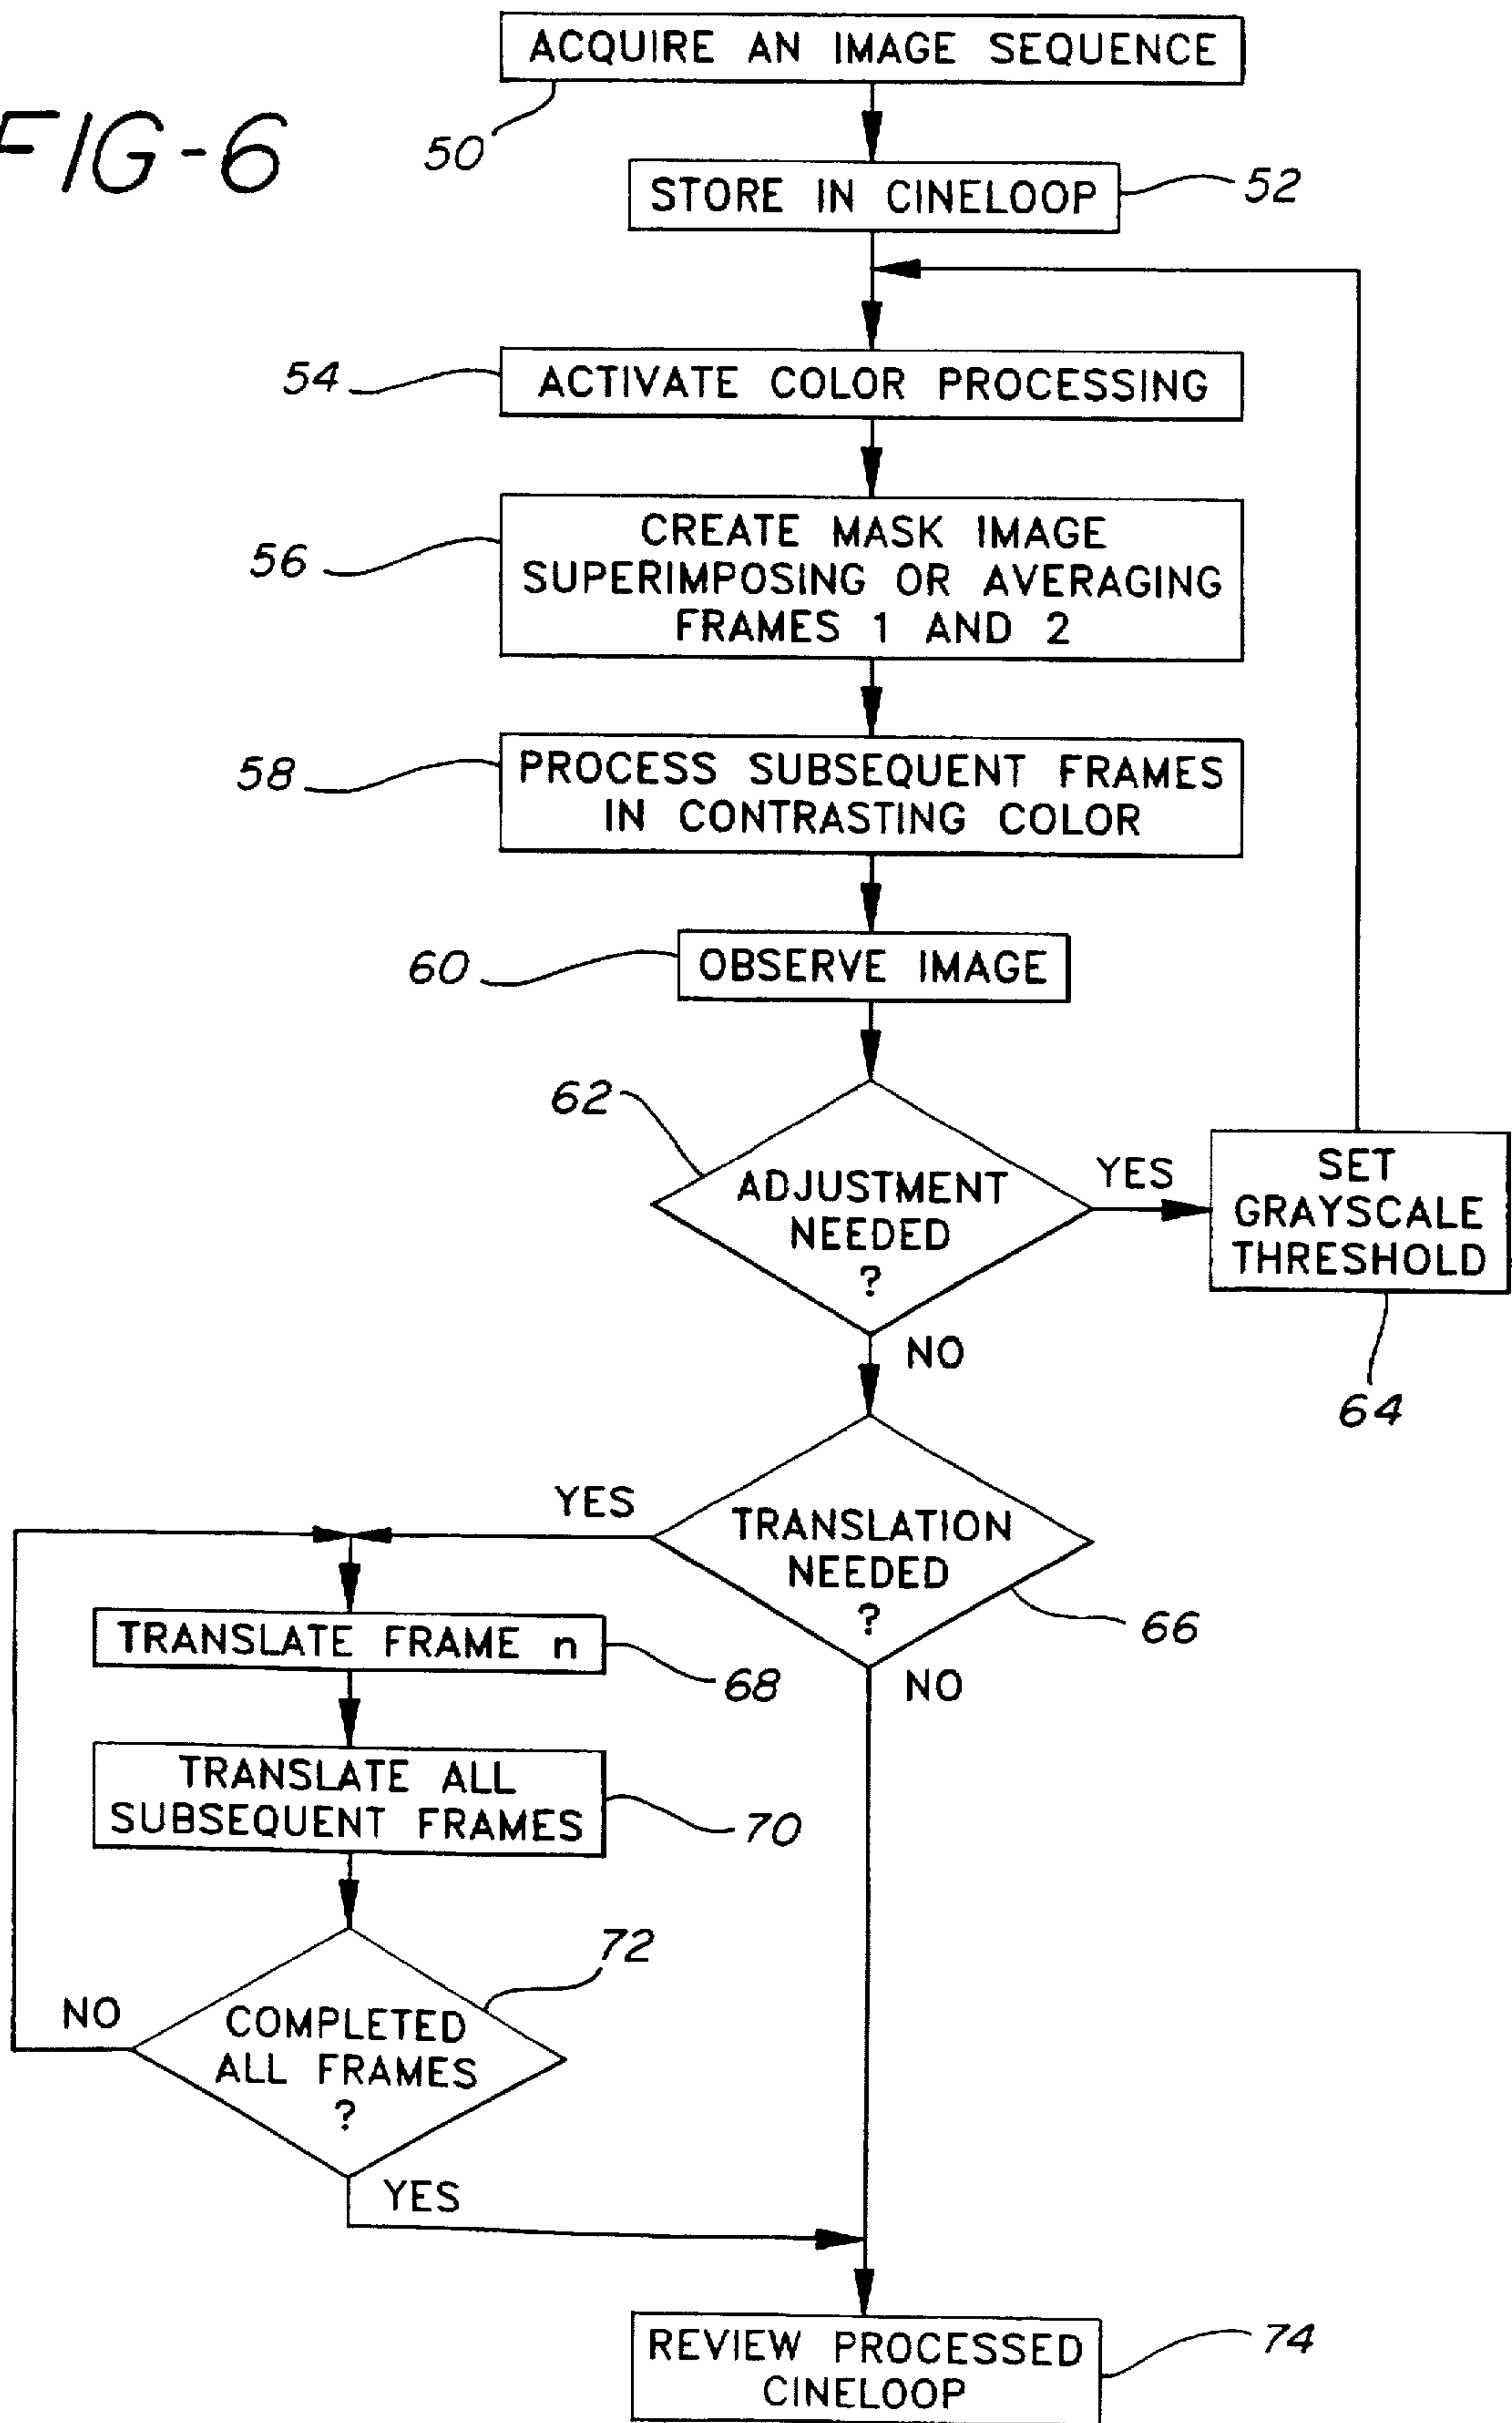 FIG-6
ACQUIRE AN IMAGE SEQUENCE
50
STORE IN CINELOOP
52
54
ACTIVATE COLOR PROCESSING
56
CREATE MASK IMAGE
SUPERIMPOSING OR AVERAGING
FRAMES 1 AND 2
58
PROCESS SUBSEQUENT FRAMES
IN CONTRASTING COLOR
60
OBSERVE IMAGE
62
ADJUSTMENT
NEEDED
?
YES
SET
GRAYSCALE
THRESHOLD
64
NO
TRANSLATION
NEEDED
?
66
YES
NO
TRANSLATE FRAME n
68
TRANSLATE ALL
SUBSEQUENT FRAMES
70
72
COMPLETED
ALL FRAMES
?
NO
YES
REVIEW PROCESSED
CINELOOP
74